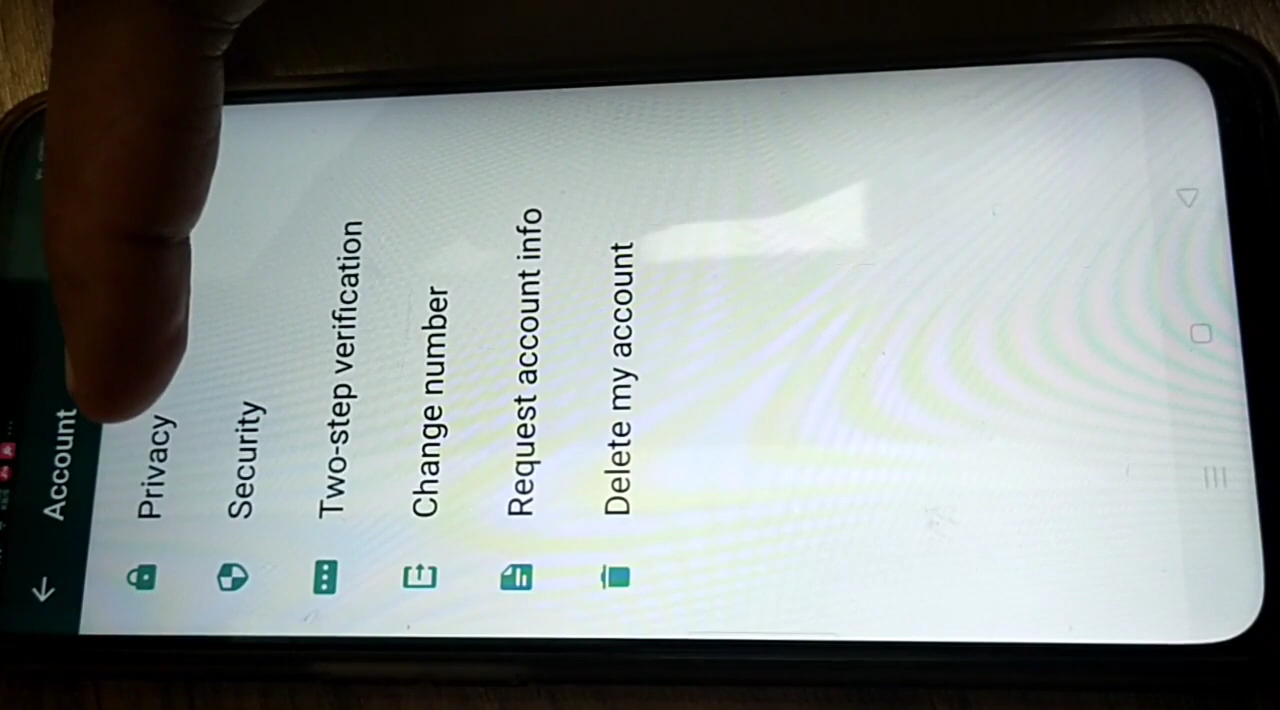 Account
Privacy
Security
Two-step verification
Change number
Request account info
Delete my account